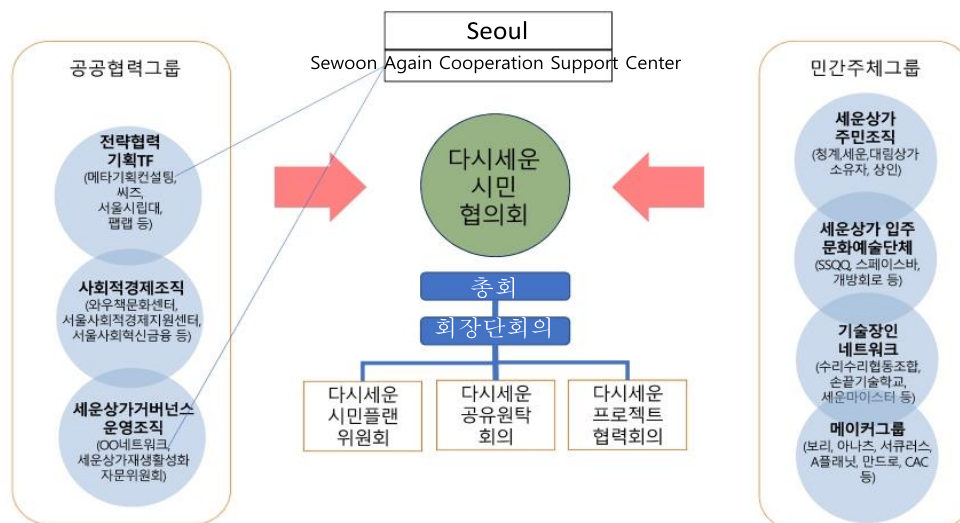 Seoul
Sewoon Again Cooperation Support Center
공공협력그룹
전략협력
기획TF
(메타기획컨설팅,
씨즈,
서울시립대,
팹랩 등)
사회적경제조직
(와우책문화센터,
서울사회적경제지원센터,
서울사회혁신금융 등)
세운상가거버넌스
운영조직
(OO네트워크,
세운상가재생활성화
자문위원회)
다시세운
시민
협의회
총회
회장단회의
다시세운
시민플랜
위원회
다시세운
공유원탁
회의
다시세운
프로젝트
협력회의
민간주체그룹
세운상가
주민조직
(청계,세운,대림상가
소유자, 상인)
세운상가 입주
문화예술단체
(SSQQ, 스페이스바,
개방회로 등)
기술장인
네트워크
(수리수리협동조합,
손끝기술학교,
세운마이스터 등)
메이커그룹
(보리, 아나츠, 서큐러스,
A플래닛, 만드로, CAC
등)